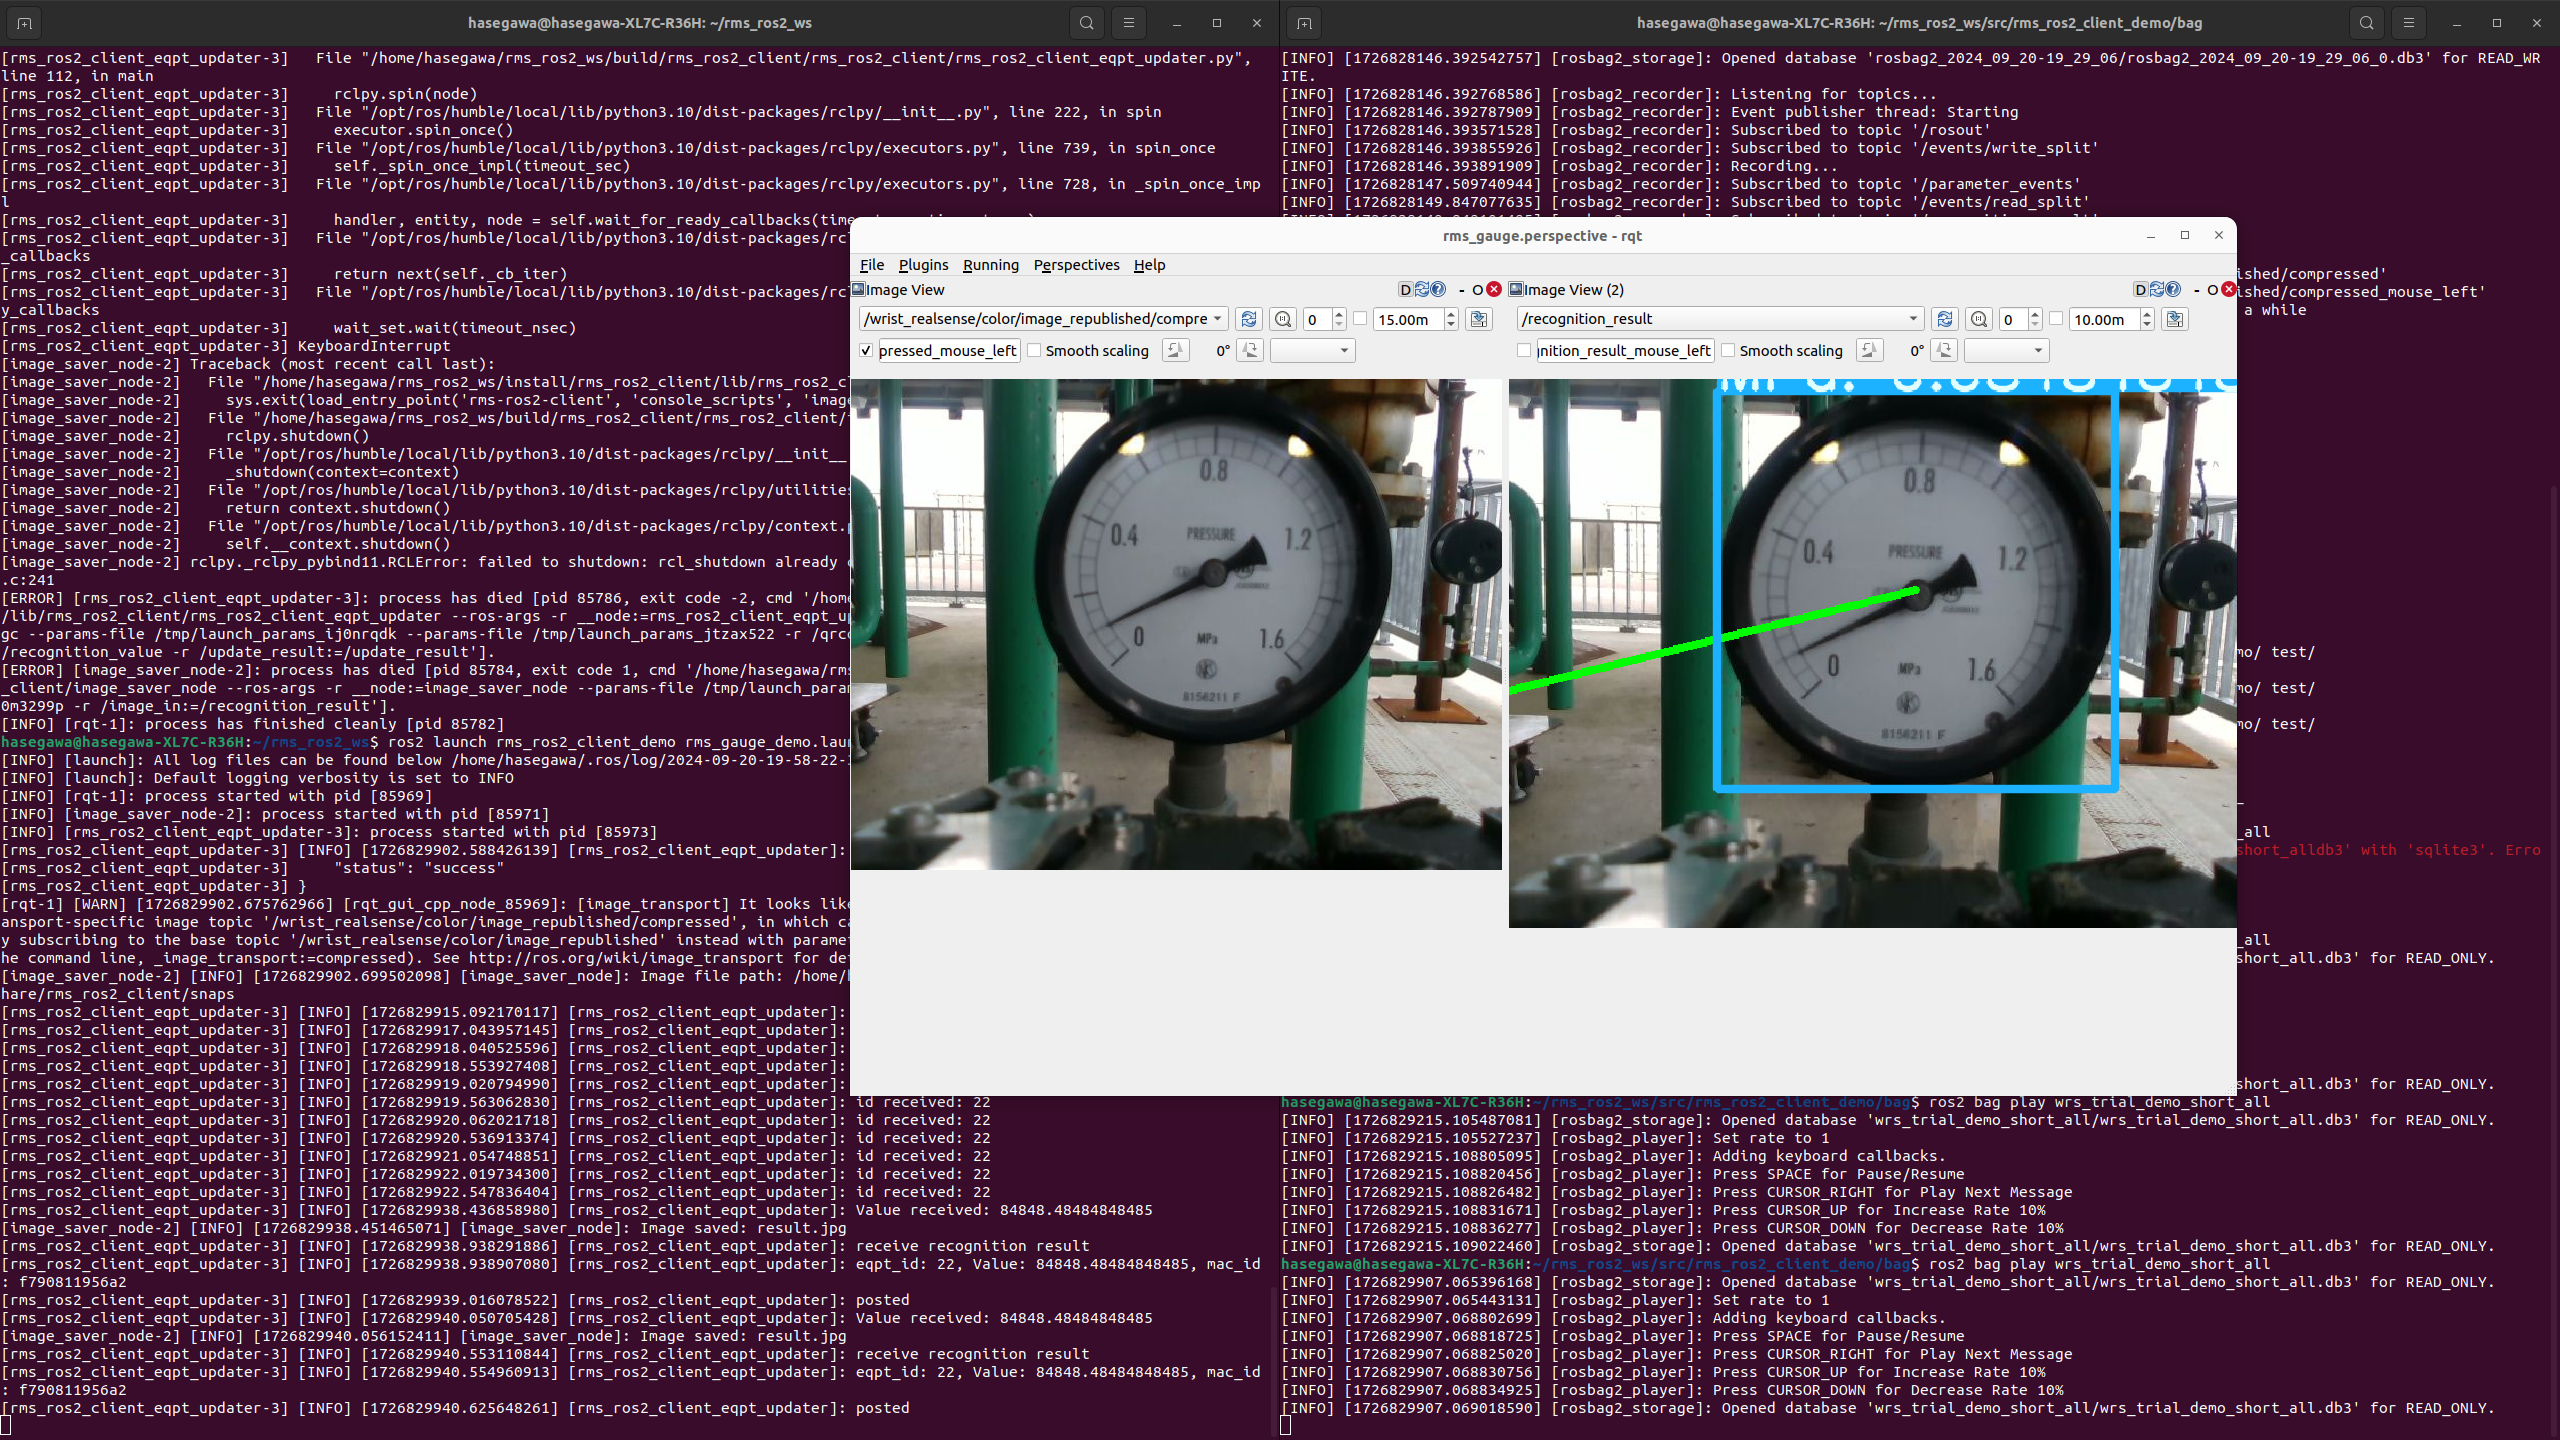 hasegawa@hasegawa-XL7C-R36H: ~/rms_ros2_ws
[rms_ros2_client_eqpt_updater-3]   File "/home/hasegawa/rms_ros2_ws/build/rms_ros2_client/rms_ros2_client/rms_ros2_client_eqpt_updater.py",
line 112, in main
[rms_ros2_client_eqpt_updater-3]     rclpy.spin(node)
[rms_ros2_client_eqpt_updater-3]   File "/opt/ros/humble/local/lib/python3.10/dist-packages/rclpy/__init__.py", line 222, in spin
[rms_ros2_client_eqpt_updater-3]     executor.spin_once()
[rms_ros2_client_eqpt_updater-3]   File "/opt/ros/humble/local/lib/python3.10/dist-packages/rclpy/executors.py", line 739, in spin_once
[rms_ros2_client_eqpt_updater-3]     self._spin_once_impl(timeout_sec)
[rms_ros2_client_eqpt_updater-3]   File "/opt/ros/humble/local/lib/python3.10/dist-packages/rclpy/executors.py", line 728, in _spin_once_imp
l
[rms_ros2_client_eqpt_updater-3]     handler, entity, node = self.wait_for_ready_callbacks(
[rms_ros2_client_eqpt_updater-3]   File "/opt/ros/humble/local/lib/python3.10/dist-packages/rc
_callbacks
[rms_ros2_client_eqpt_updater-3]     return next(self._cb_iter)
[rms_ros2_client_eqpt_updater-3]   File "/opt/ros/humble/local/lib/python3.10/dist-packages/rc
y_callbacks
[rms_ros2_client_eqpt_updater-3]     wait_set.wait(timeout_nsec)
[rms_ros2_client_eqpt_updater-3] KeyboardInterrupt
[image_saver_node-2] Traceback (most recent call last):
[image_saver_node-2]   File "/home/hasegawa/rms_ros2_ws/install/rms_ros2_client/lib/rms_ros2_c
[image_saver_node-2]     sys.exit(load_entry_point('rms-ros2-client', 'console_scripts', 'imag
[image_saver_node-2]   File "/home/hasegawa/rms_ros2_ws/build/rms_ros2_client/rms_ros2_client/
[image_saver_node-2]     rclpy.shutdown()
[image_saver_node-2]   File "/opt/ros/humble/local/lib/python3.10/dist-packages/rclpy/__init__
[image_saver_node-2]     _shutdown(context=context)
[image_saver_node-2]   File "/opt/ros/humble/local/lib/python3.10/dist-packages/rclpy/utilities
[image_saver_node-2]     return context.shutdown()
[image_saver_node-2]   File "/opt/ros/humble/local/lib/python3.10/dist-packages/rclpy/context.
[image_saver_node-2]     self.__context.shutdown()
[image_saver_node-2] rclpy._rclpy_pybind11.RCLError: failed to shutdown: rcl_shutdown already
.c:241
[ERROR] [rms_ros2_client_eqpt_updater-3]: process has died [pid 85786, exit code -2, cmd '/hom
/lib/rms_ros2_client/rms_ros2_client_eqpt_updater --ros-args -r __node:=rms_ros2_client_eqpt_up
gc --params-file /tmp/launch_params_ij0nrqdk --params-file /tmp/launch_params_jtzax522 -r /qrc
/recognition_value -r /update_result:=/update_result'].
[ERROR] [image_saver_node-2]: process has died [pid 85784, exit code 1, cmd '/home/hasegawa/rm
_client/image_saver_node --ros-args -r __node:=image_saver_node --params-file /tmp/launch_para
0m3299p -r /image_in:=/recognition_result'].
[INFO] [rqt-1]: process has finished cleanly [pid 85782]
hasegawa@hasegawa-XL7C-R36H:~/rms_ros2_ws$ ros2 launch rms_ros2_client_demo rms_gauge_demo.lau
[INFO] [launch]: All log files can be found below /home/hasegawa/.ros/log/2024-09-20-19-58-22-
[INFO] [launch]: Default logging verbosity is set to INFO
[INFO] [rqt-1]: process started with pid [85969]
[INFO] [image_saver_node-2]: process started with pid [85971]
[INFO] [rms_ros2_client_eqpt_updater-3]: process started with pid [85973]
[rms_ros2_client_eqpt_updater-3] [INFO] [1726829902.588426139] [rms_ros2_client_eqpt_updater]:
[rms_ros2_client_eqpt_updater-3]     "status": "success"
[rms_ros2_client_eqpt_updater-3] }
[rqt-1] [WARN] [1726829902.675762966] [rqt_gui_cpp_node_85969]: [image_transport] It looks like
ansport-specific image topic '/wrist_realsense/color/image_republished/compressed', in which ca
y subscribing to the base topic '/wrist_realsense/color/image_republished' instead with parame
he command line, _image_transport:=compressed). See http://ros.org/wiki/image_transport for de
[image_saver_node-2] [INFO] [1726829902.699502098] [image_saver_node]: Image file path: /home/
hare/rms_ros2_client/snaps
[rms_ros2_client_eqpt_updater-3] [INFO] [1726829915.092170117] [rms_ros2_client_eqpt_updater]:
[rms_ros2_client_eqpt_updater-3] [INFO] [1726829917.043957145] [rms_ros2_client_eqpt_updater]:
[rms_ros2_client_eqpt_updater-3] [INFO] [1726829918.040525596] [rms_ros2_client_eqpt_updater]:
[rms_ros2_client_eqpt_updater-3] [INFO] [1726829918.553927408] [rms_ros2_client_eqpt_updater]:
[rms_ros2_client_eqpt_updater-3] [INFO] [1726829919.020794990] [rms_ros2_client_eqpt_updater]:
[rms_ros2_client_eqpt_updater-3] [INFO] [1726829919.563062830] [rms_ros2_client_eqpt_updater]: id received: 22
[rms_ros2_client_eqpt_updater-3] [INFO] [1726829920.062021718] [rms_ros2_client_eqpt_updater]: id received: 22
[rms_ros2_client_eqpt_updater-3] [INFO] [1726829920.536913374] [rms_ros2_client_eqpt_updater]: id received: 22
[rms_ros2_client_eqpt_updater-3] [INFO] [1726829921.054748851] [rms_ros2_client_eqpt_updater]: id received: 22
[rms_ros2_client_eqpt_updater-3] [INFO] [1726829922.019734300] [rms_ros2_client_eqpt_updater]: id received: 22
[rms_ros2_client_eqpt_updater-3] [INFO] [1726829922.547836404] [rms_ros2_client_eqpt_updater]: id received: 22
[rms_ros2_client_eqpt_updater-3] [INFO] [1726829938.436858980] [rms_ros2_client_eqpt_updater]: Value received: 84848.48484848485
[image_saver_node-2] [INFO] [1726829938.451465071] [image_saver_node]: Image saved: result.jpg
[rms_ros2_client_eqpt_updater-3] [INFO] [1726829938.938291886] [rms_ros2_client_eqpt_updater]: receive recognition result
[rms_ros2_client_eqpt_updater-3] [INFO] [1726829938.938907080] [rms_ros2_client_eqpt_updater]: eqpt_id: 22, Value: 84848.48484848485, mac_id
: f790811956a2
[rms_ros2_client_eqpt_updater-3] [INFO] [1726829939.016078522] [rms_ros2_client_eqpt_updater]: posted
[rms_ros2_client_eqpt_updater-3] [INFO] [1726829940.050705428] [rms_ros2_client_eqpt_updater]: Value received: 84848.48484848485
[image_saver_node-2] [INFO] [1726829940.056152411] [image_saver_node]: Image saved: result.jpg
[rms_ros2_client_eqpt_updater-3] [INFO] [1726829940.553110844] [rms_ros2_client_eqpt_updater]: receive recognition result
[rms_ros2_client_eqpt_updater-3] [INFO] [1726829940.554960913] [rms_ros2_client_eqpt_updater]: eqpt_id: 22, Value: 84848.48484848485, mac_id
: f790811956a2
[rms_ros2_client_eqpt_updater-3] [INFO] [1726829940.625648261] [rms_ros2_client_eqpt_updater]: posted
hasegawa@hasegawa-XL7C-R36H: ~/rms_ros2_ws/src/rms_ros2_client_demo/bag
[INFO] [1726828146.392542757] [rosbag2_storage]: Opened database 'rosbag2_2024_09_20-19_29_06/rosbag2_2024_09_20-19_29_06_0.db3' for READ_WR
ITE.
[INFO] [1726828146.392768586] [rosbag2_recorder]: Listening for topics...
[INFO] [1726828146.392787909] [rosbag2_recorder]: Event publisher thread: Starting
[INFO] [1726828146.393571528] [rosbag2_recorder]: Subscribed to topic '/rosout'
[INFO] [1726828146.393855926] [rosbag2_recorder]: Subscribed to topic '/events/write_split'
[INFO] [1726828146.393891909] [rosbag2_recorder]: Recording...
[INFO] [1726828147.509740944] [rosbag2_recorder]: Subscribed to topic '/parameter_events'
[INFO] [1726828149.847077635] [rosbag2_recorder]: Subscribed to topic '/events/read_split'
ished/compressed'
ished/compressed_mouse_left'
a while
mo/ test/
mo/ test/
mo/ test/
_all
short_alldb3' with 'sqlite3'. Erro
_all
short_all.db3' for READ_ONLY.
short_all.db3' for READ_ONLY.
hasegawa@hasegawa-XL7C-R36H:~/rms_ros2_ws/src/rms_ros2_client_demo/bag$ ros2 bag play wrs_trial_demo_short_all
[INFO] [1726829215.105487081] [rosbag2_storage]: Opened database 'wrs_trial_demo_short_all/wrs_trial_demo_short_all.db3' for READ_ONLY.
[INFO] [1726829215.105527237] [rosbag2_player]: Set rate to 1
[INFO] [1726829215.108805095] [rosbag2_player]: Adding keyboard callbacks.
[INFO] [1726829215.108820456] [rosbag2_player]: Press SPACE for Pause/Resume
[INFO] [1726829215.108826482] [rosbag2_player]: Press CURSOR_RIGHT for Play Next Message
[INFO] [1726829215.108831671] [rosbag2_player]: Press CURSOR_UP for Increase Rate 10%
[INFO] [1726829215.108836277] [rosbag2_player]: Press CURSOR_DOWN for Decrease Rate 10%
[INFO] [1726829215.109022460] [rosbag2_storage]: Opened database 'wrs_trial_demo_short_all/wrs_trial_demo_short_all.db3' for READ_ONLY.
hasegawa@hasegawa-XL7C-R36H:~/rms_ros2_ws/src/rms_ros2_client_demo/bag$ ros2 bag play wrs_trial_demo_short_all
[INFO] [1726829907.065396168] [rosbag2_storage]: Opened database 'wrs_trial_demo_short_all/wrs_trial_demo_short_all.db3' for READ_ONLY.
[INFO] [1726829907.065443131] [rosbag2_player]: Set rate to 1
[INFO] [1726829907.068802699] [rosbag2_player]: Adding keyboard callbacks.
[INFO] [1726829907.068818725] [rosbag2_player]: Press SPACE for Pause/Resume
[INFO] [1726829907.068825020] [rosbag2_player]: Press CURSOR_RIGHT for Play Next Message
[INFO] [1726829907.068830756] [rosbag2_player]: Press CURSOR_UP for Increase Rate 10%
[INFO] [1726829907.068834925] [rosbag2_player]: Press CURSOR_DOWN for Decrease Rate 10%
[INFO] [1726829907.069018590] [rosbag2_storage]: Opened database 'wrs_trial_demo_short_all/wrs_trial_demo_short_all.db3' for READ_ONLY.
rms_gauge.perspective - rqt
File Plugins Running Perspectives Help
Image View
D - O
/wrist_realsense/color/image_republished/compre 0 15.00m
pressed_mouse_left Smooth scaling 0°
0.8
0.4 PRESSURE 1.2
0 MPa 1.6
8156211 F
Image View (2)
D - O
/recognition_result 0 10.00m
gnition_result_mouse_left Smooth scaling 0°
0.8
0.4 PRESSURE 1.2
0 MPa 1.6
8156211 F